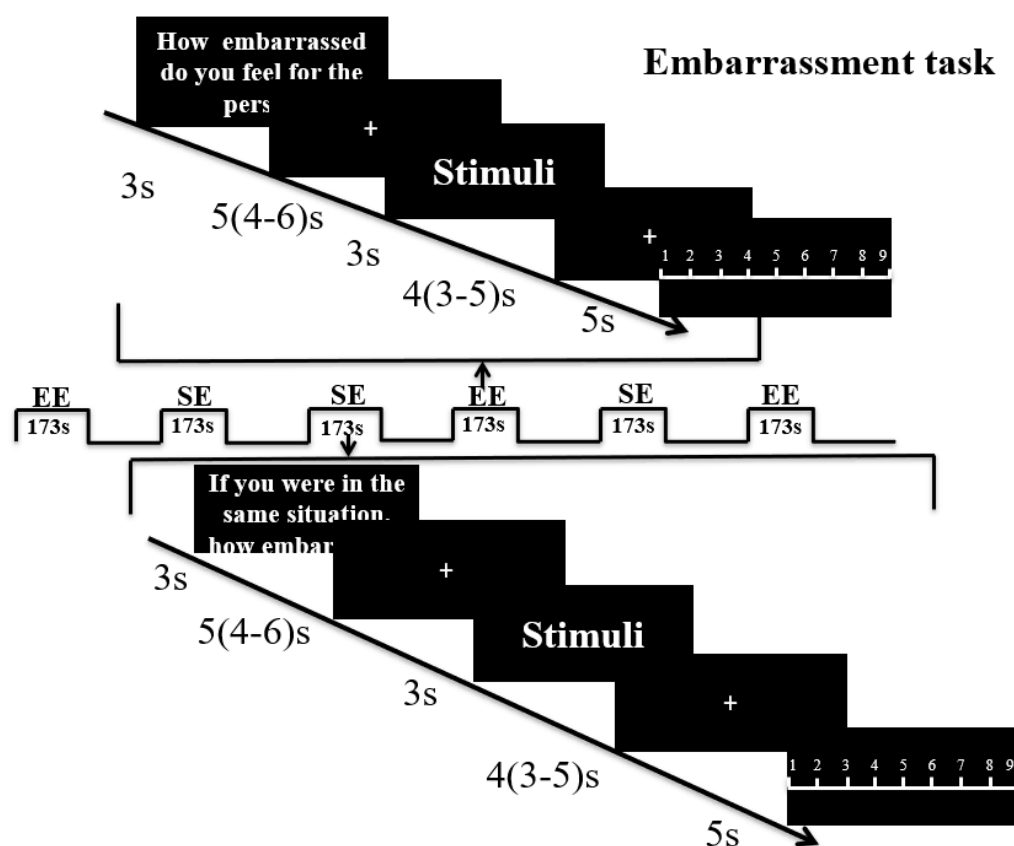 How embarrassed
do you feel for the
Embarrassment task
+
Stimuli
+
1 2 3 4 5 6 7 8 9
3s
5(4-6)s
3s
4(3-5)s
5s
EE SE SE EE SE EE
173s 173s 173s 173s 173s 173s
If you were in the
same situation,
how
+
Stimuli
+
1 2 3 4 5 6 7 8 9
3s
5(4-6)s
3s
4(3-5)s
5s